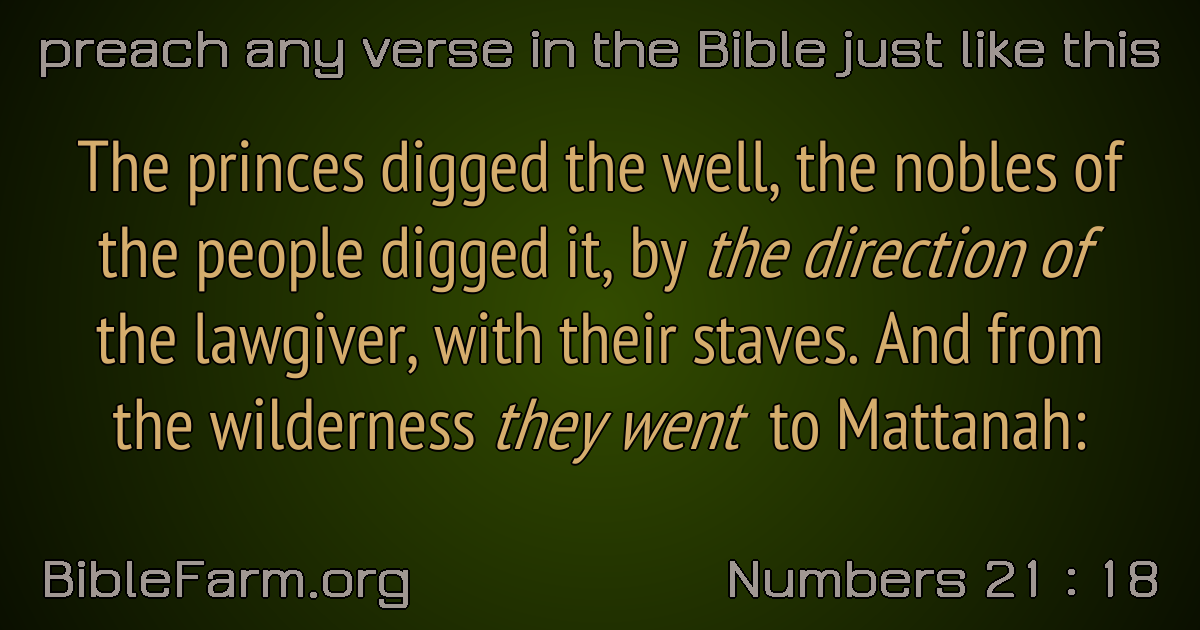 preach any verse in the Bible just like this
The princes digged the well, the nobles of
the people digged it, by the direction of
the lawgiver, with their staves. And from
the wilderness they went to Mattanah:
BibleFarm.org
Numbers 21 : 18